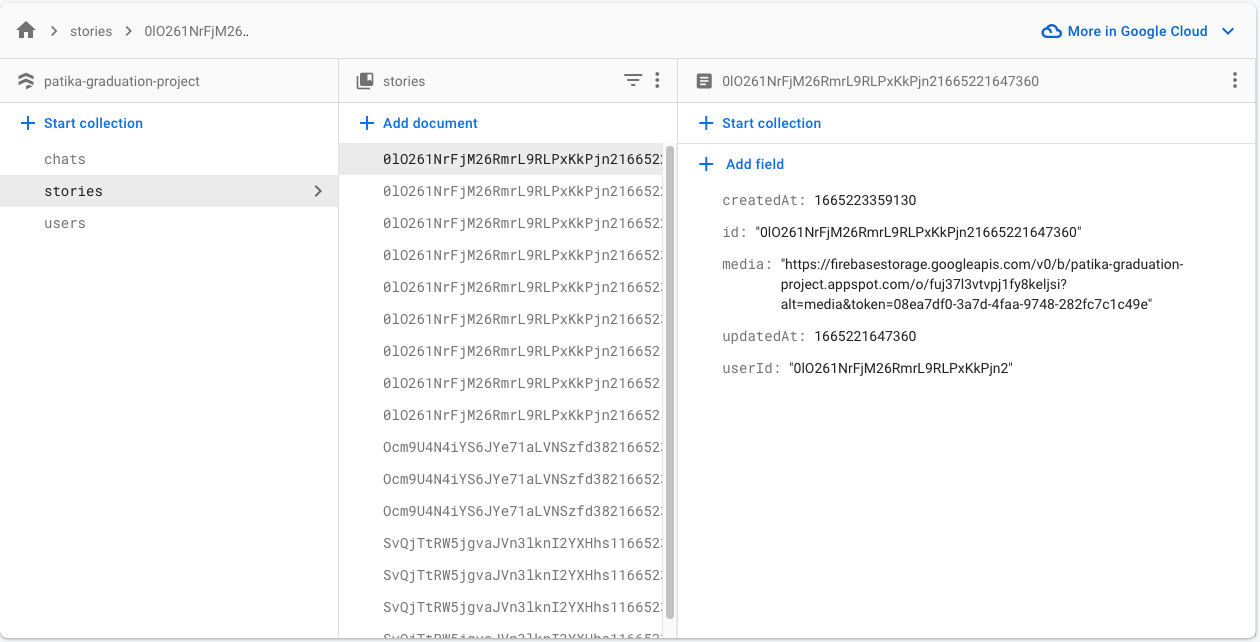 stories
0lO261NrFjM26..
More in Google Cloud
patika-graduation-project
stories
0lO261NrFjM26RmrL9RLPxKkPjn21665221647360
Start collection
Add document
Start collection
chats
stories
users
0lO261NrFjM26RmrL9RLPxKkPjn216652
0lO261NrFjM26RmrL9RLPxKkPjn216652
0lO261NrFjM26RmrL9RLPxKkPjn216652
0lO261NrFjM26RmrL9RLPxKkPjn216652
0lO261NrFjM26RmrL9RLPxKkPjn216652
0lO261NrFjM26RmrL9RLPxKkPjn216652
0lO261NrFjM26RmrL9RLPxKkPjn216652
0lO261NrFjM26RmrL9RLPxKkPjn216652
0lO261NrFjM26RmrL9RLPxKkPjn216652
Ocm9U4N4iYS6JYe71aLVNSzfd38216652
Ocm9U4N4iYS6JYe71aLVNSzfd38216652
Ocm9U4N4iYS6JYe71aLVNSzfd38216652
SvQjTtRW5jgvaJVn3lknI2YXHhs116652
SvQjTtRW5jgvaJVn3lknI2YXHhs116652
SvQjTtRW5jgvaJVn3lknI2YXHhs116652
Add field
createdAt: 1665223359130
id: "0lO261NrFjM26RmrL9RLPxKkPjn21665221647360"
media: "https://firebasestorage.googleapis.com/v0/b/patika-graduation-
project.appspot.com/o/fuj37l3vtvpj1fy8keljsi?
alt=media&token=08ea7df0-3a7d-4faa-9748-282fc7c1c49e"
updatedAt: 1665221647360
userId: "0lO261NrFjM26RmrL9RLPxKkPjn2"